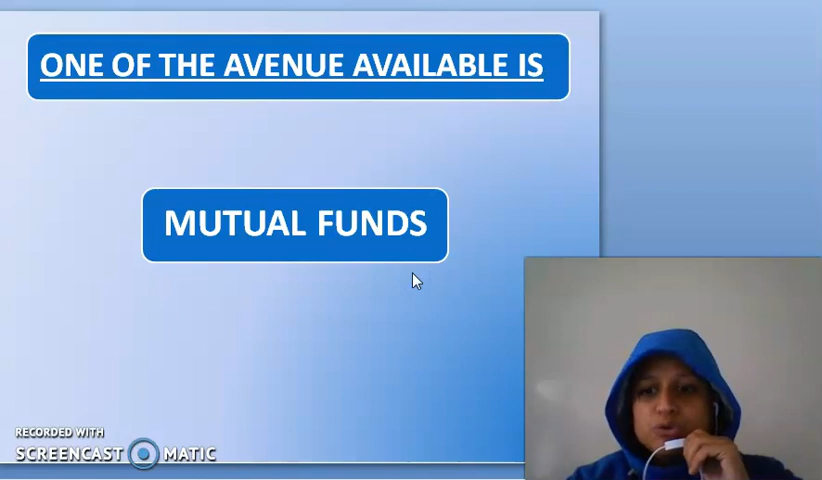 ONE OF THE AVENUE AVAILABLE IS
MUTUAL FUNDS
RECORDED WITH
SCREENCAST MATIC